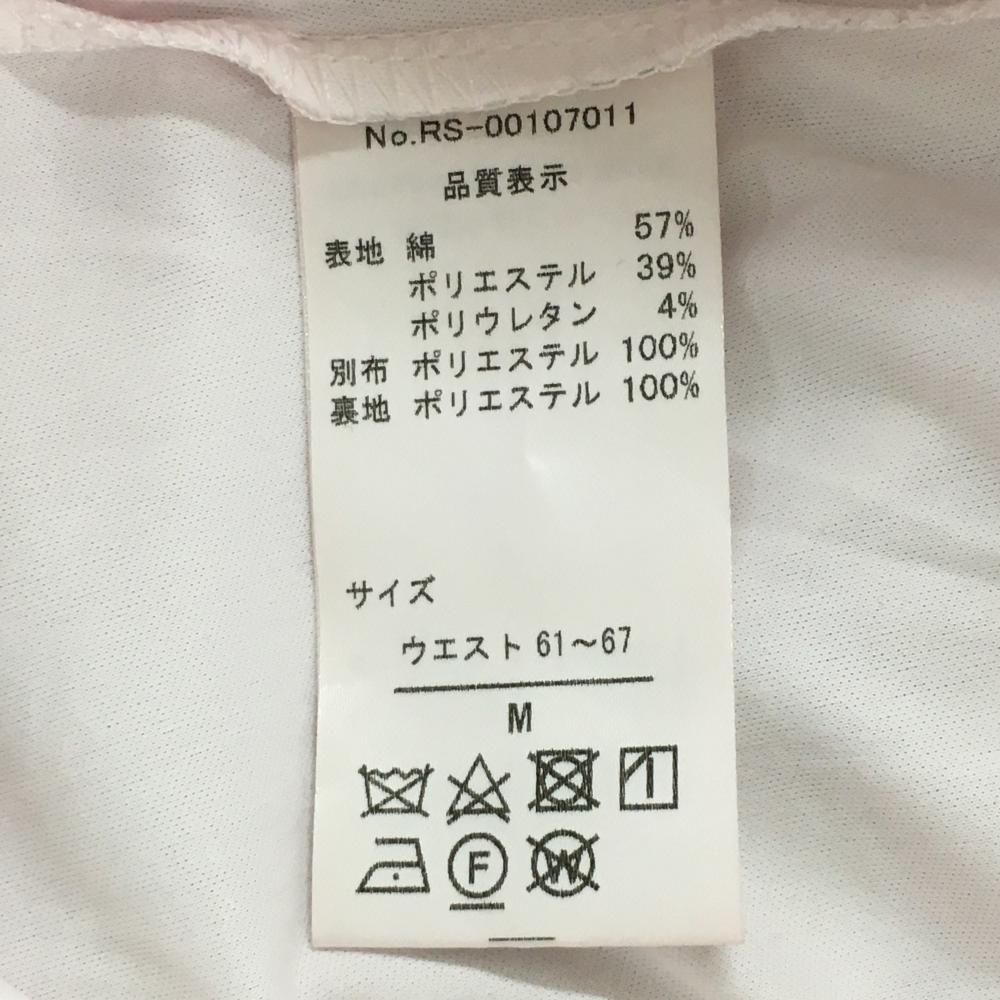 No.RS-00107011
品質表示
表地 綿 57%
ポリエステル 39%
ポリウレタン 4%
別布 ポリエステル 100%
裏地 ポリエステル 100%
サイズ
ウエスト 61～67
M
F
W